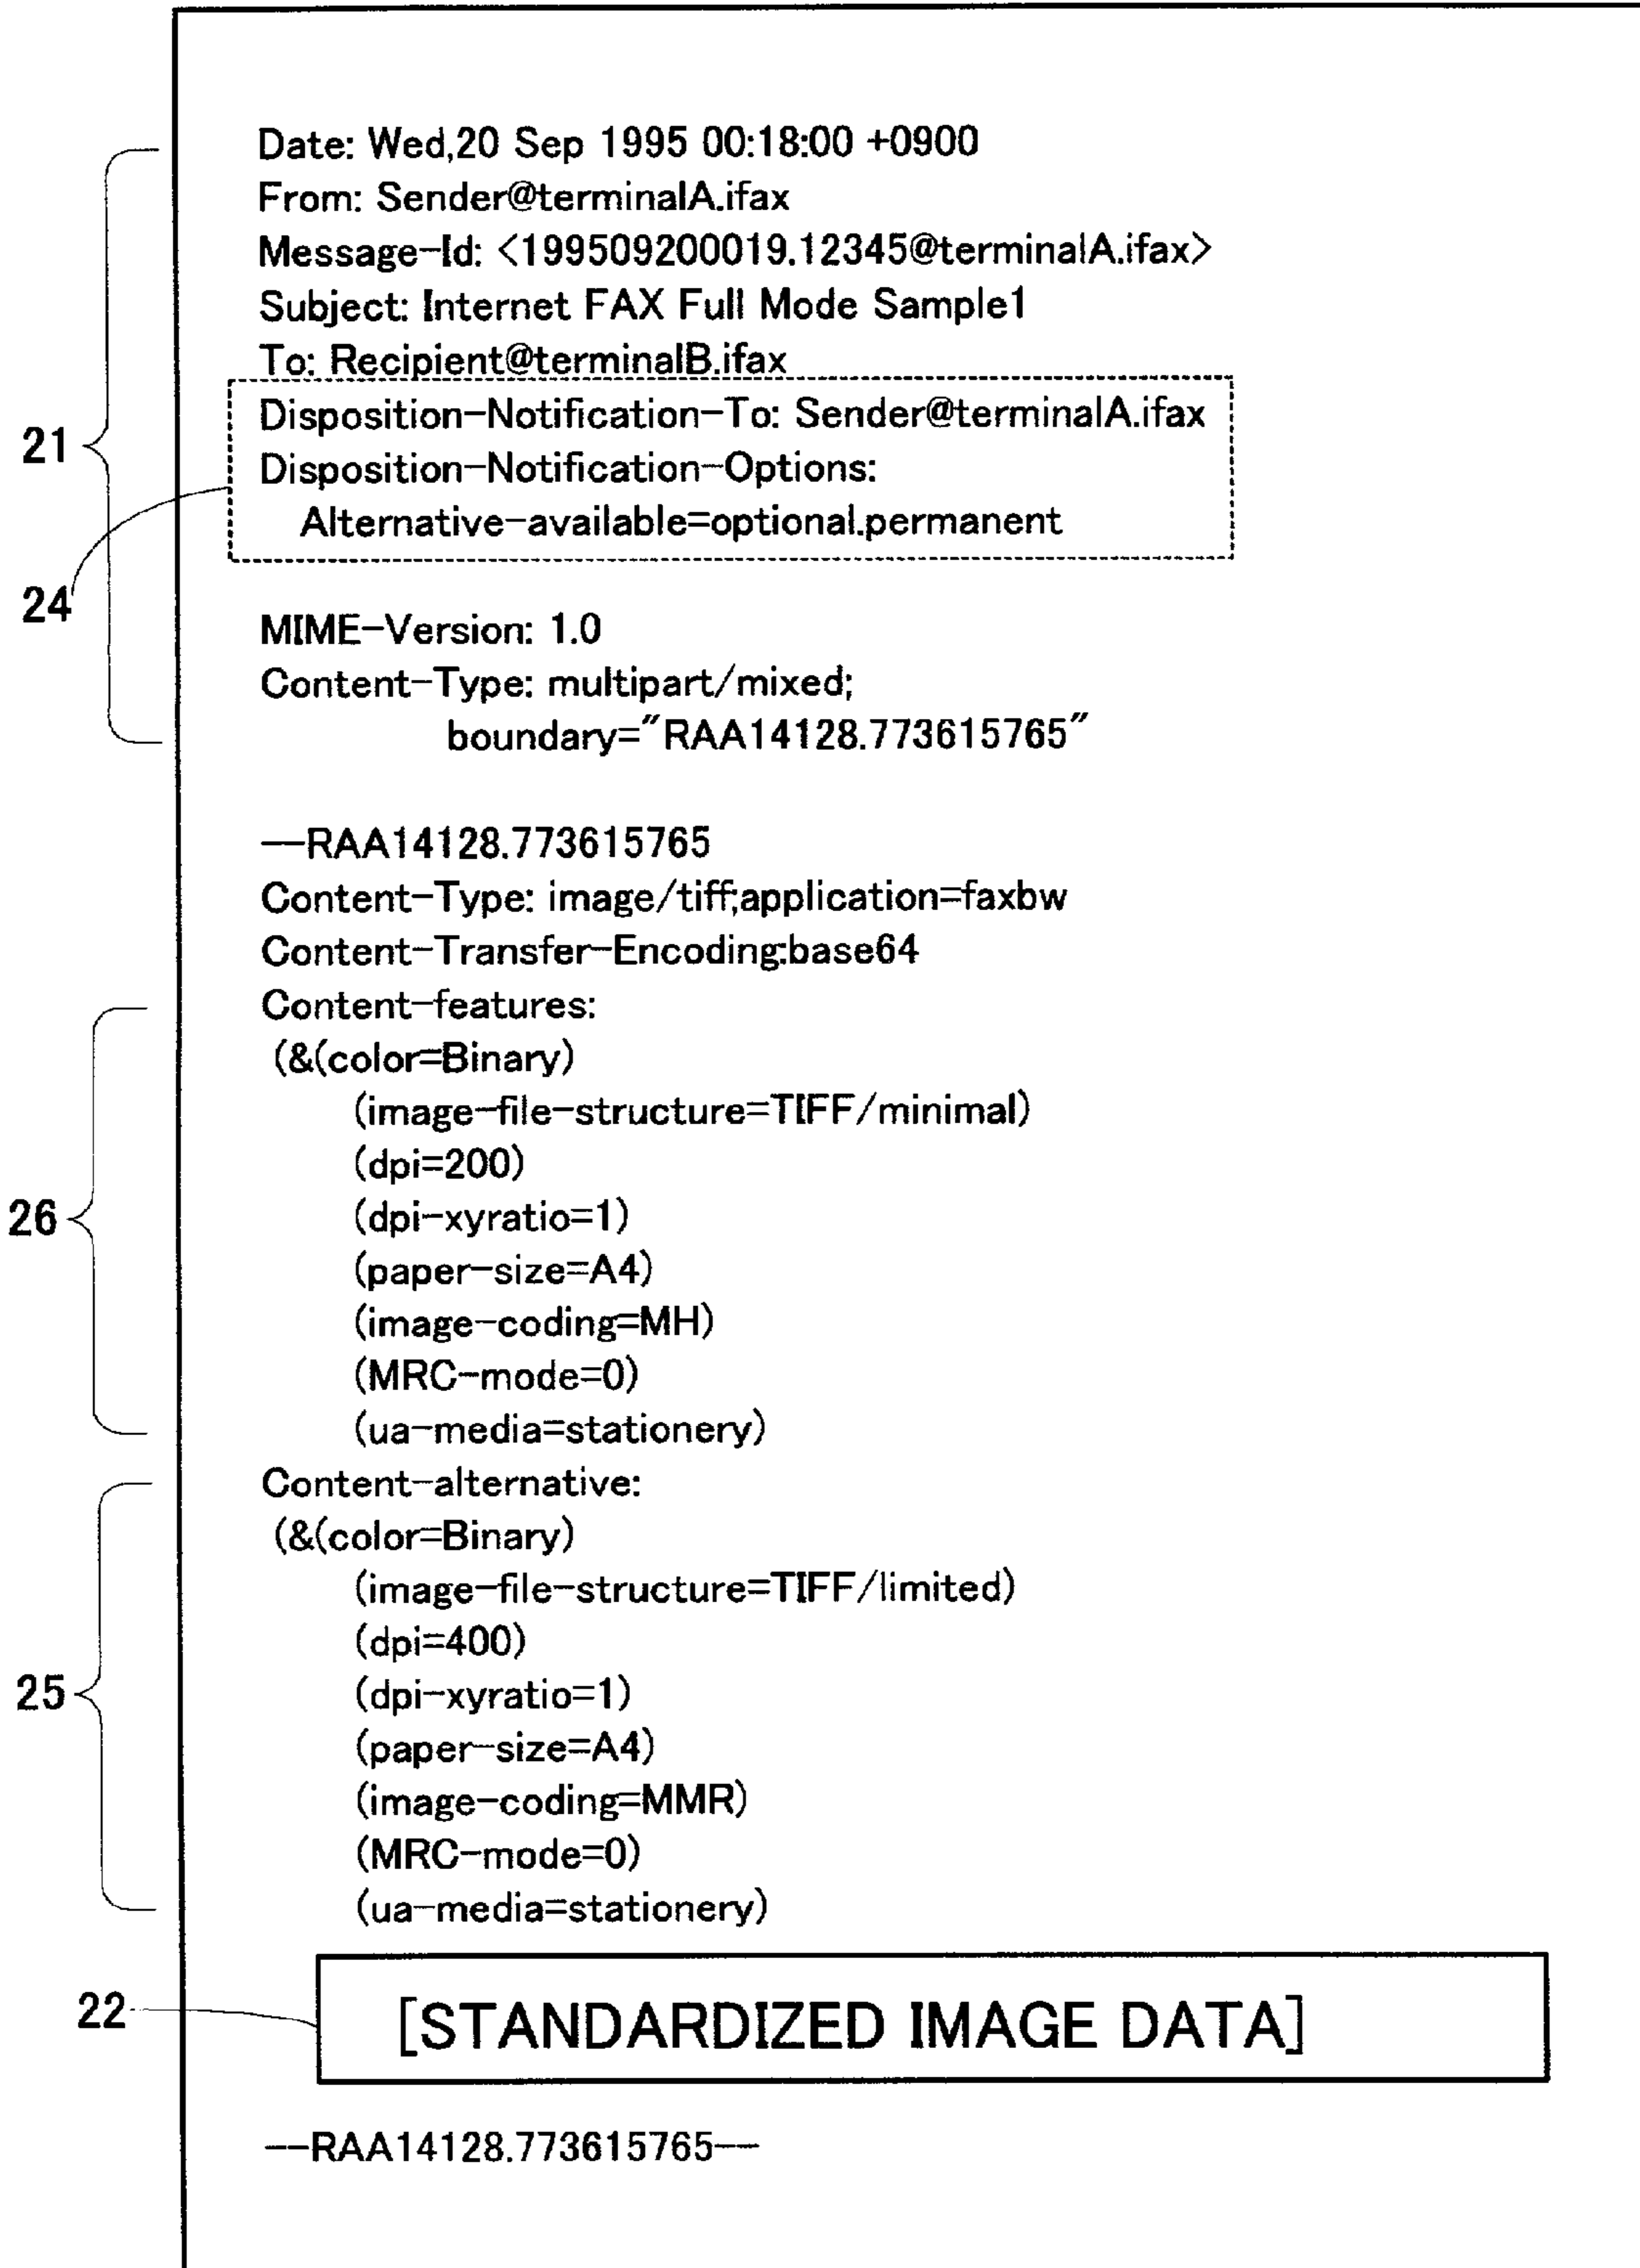 Date: Wed,20 Sep 1995 00:18:00 +0900
From: Sender@terminalA.ifax
Message-Id: <199509200019.12345@terminalA.ifax>
Subject: Internet FAX Full Mode Sample1
To: Recipient@terminalB.ifax
Disposition-Notification-To: Sender@terminalA.ifax
21
Disposition-Notification-Options:
Alternative-available=optional.permanent
24
MIME-Version: 1.0
Content-Type: multipart/mixed;
boundary="RAA14128.773615765"
--RAA14128.773615765
Content-Type: image/tiff;application=faxbw
Content-Transfer-Encoding:base64
Content-features:
(&(color=Binary)
(image-file-structure=TIFF/minimal)
(dpi=200)
26
(dpi-xyratio=1)
(paper-size=A4)
(image-coding=MH)
(MRC-mode=0)
(ua-media=stationery)
Content-alternative:
(&(color=Binary)
(image-file-structure=TIFF/limited)
(dpi=400)
25
(dpi-xyratio=1)
(paper-size=A4)
(image-coding=MMR)
(MRC-mode=0)
(ua-media=stationery)
22
[STANDARDIZED IMAGE DATA]
--RAA14128.773615765--